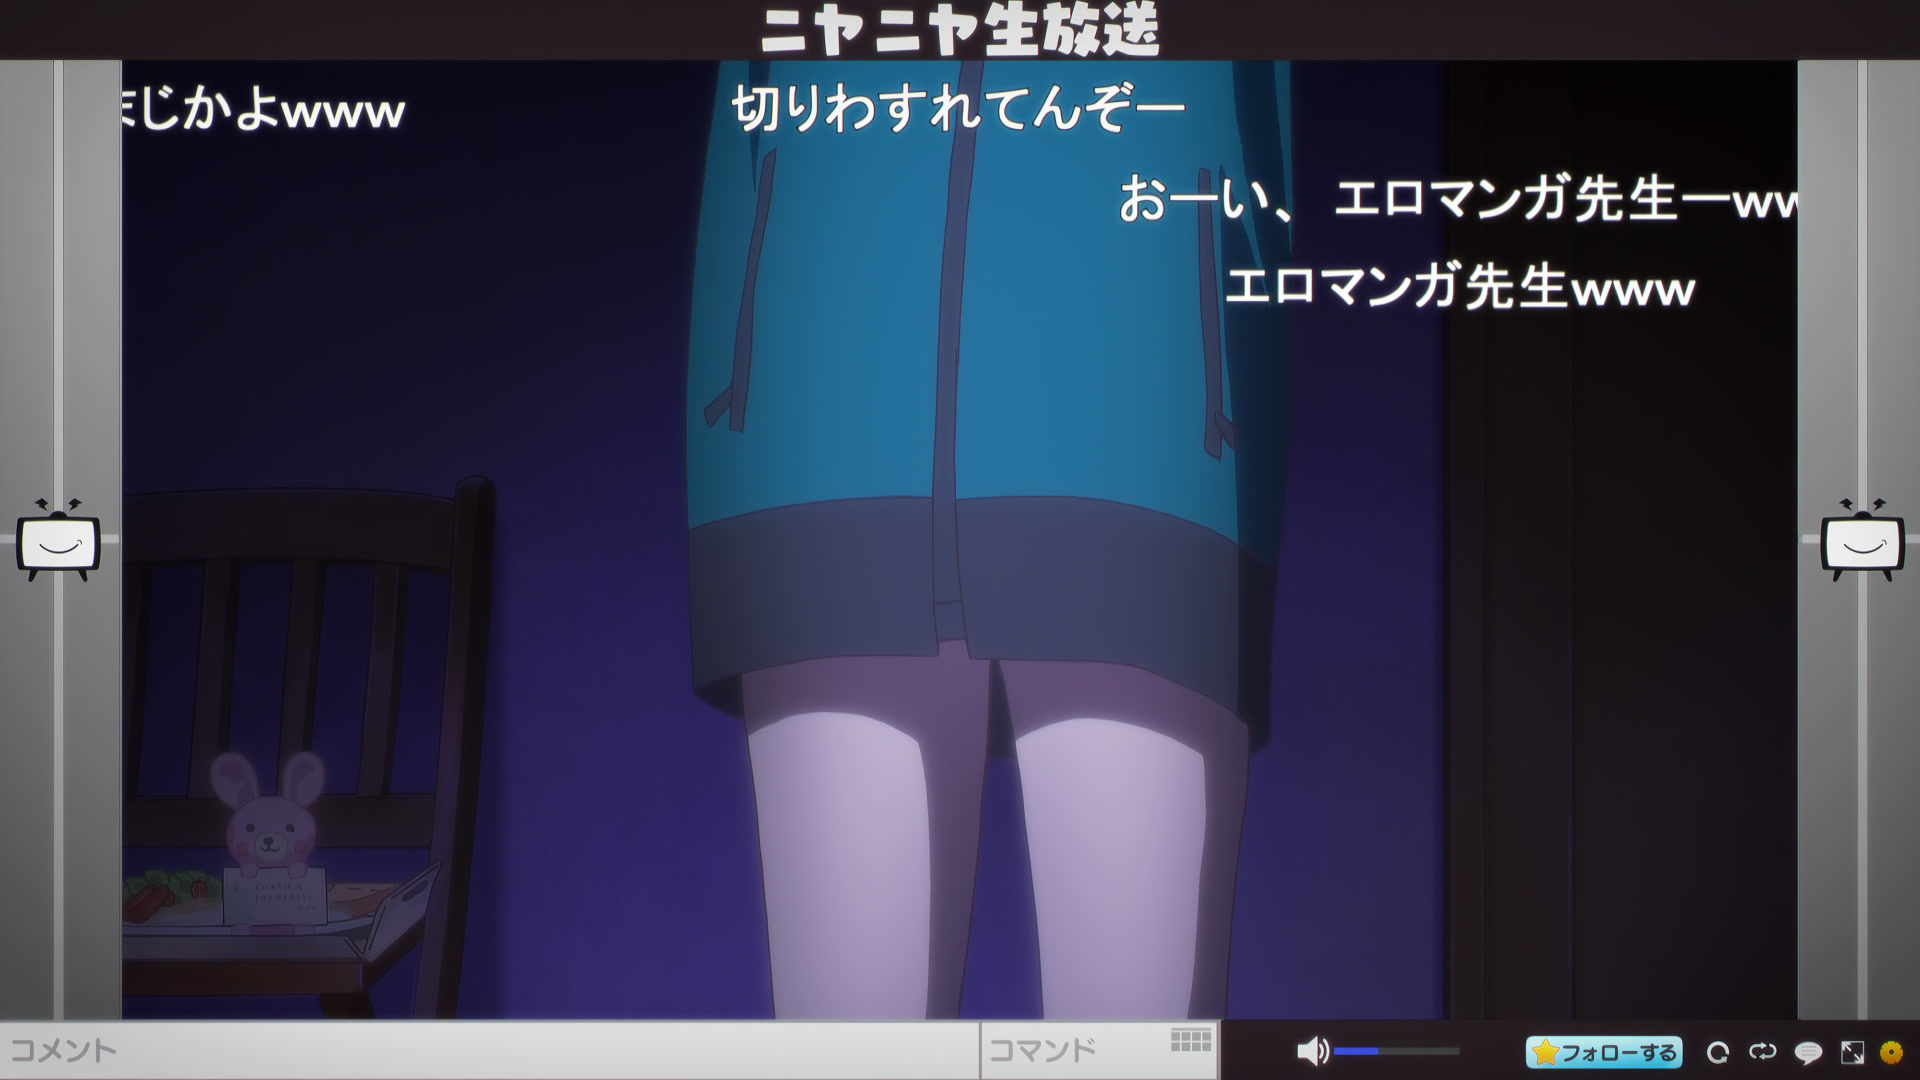 ニヤニヤ生放送
まじかよwww
切りわすれてんぞー
おーい、エロマンガ先生ーww
エロマンガ先生www
コメント
コマンド
フォローする